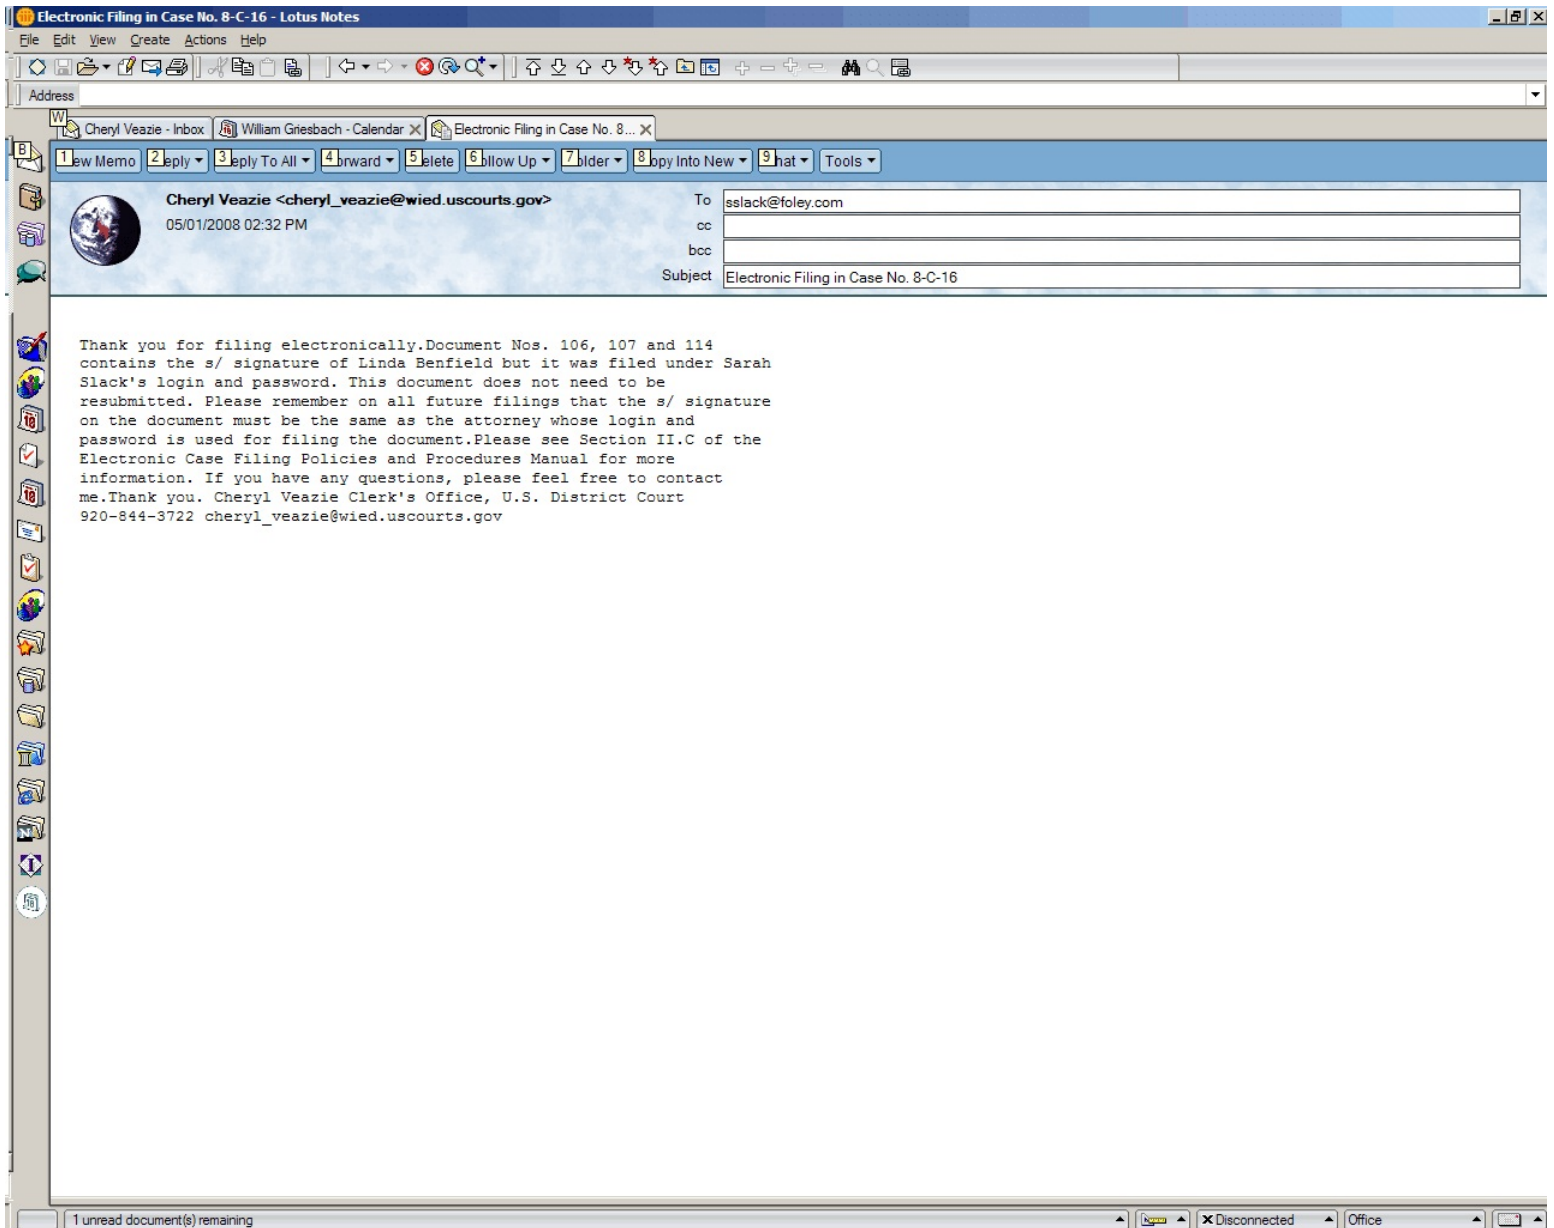 Electronic Filing in Case No. 8-C-16 - Lotus Notes
File Edit View Create Actions Help
Address
W
Cheryl Veazie - Inbox William Griesbach - Calendar Electronic Filing in Case No. 8...
B
1 ew Memo 2 eply 3 eply To All 4 orward 5 elete 6 ollow Up 7 older 8 opy Into New 9 hat Tools
Cheryl Veazie <cheryl_veazie@wied.uscourts.gov>
05/01/2008 02:32 PM
To sslack@foley.com
cc
bcc
Subject Electronic Filing in Case No. 8-C-16
Thank you for filing electronically.Document Nos. 106, 107 and 114
contains the s/ signature of Linda Benfield but it was filed under Sarah
Slack's login and password. This document does not need to be
resubmitted. Please remember on all future filings that the s/ signature
on the document must be the same as the attorney whose login and
password is used for filing the document.Please see Section II.C of the
Electronic Case Filing Policies and Procedures Manual for more
information. If you have any questions, please feel free to contact
me.Thank you. Cheryl Veazie Clerk's Office, U.S. District Court
920-844-3722 cheryl_veazie@wied.uscourts.gov
1 unread document(s) remaining Disconnected Office